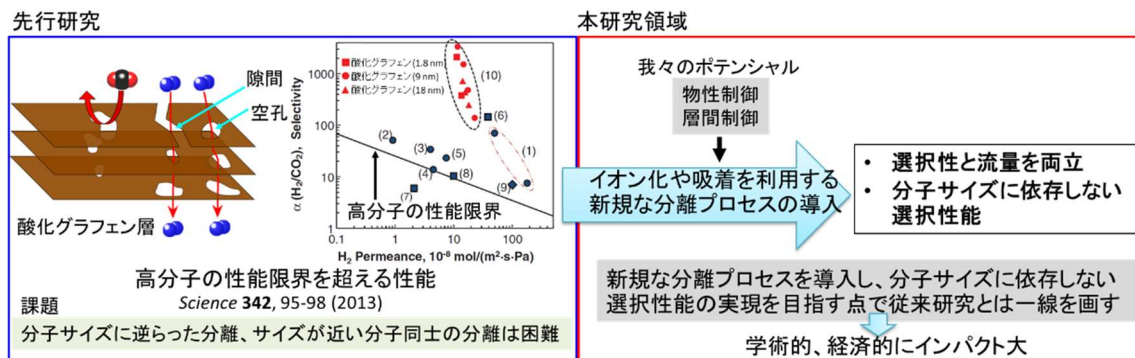 先行研究
本研究領域
隙間
空孔
酸化グラフェン層
α (H₂/CO₂), Selectivity
1000
100
10
1
0.1
1
10
100
H₂ Permeance, 10⁻⁸ mol/(m²·s·Pa)
酸化グラフェン(1.8 nm)
酸化グラフェン(9 nm)
酸化グラフェン(18 nm)
(10)
(6)
(2)
(3)
(5)
(1)
(4)
(8)
(7)
(9)
高分子の性能限界
高分子の性能限界を超える性能
Science 342, 95-98 (2013)
課題
分子サイズに逆らった分離、サイズが近い分子同士の分離は困難
我々のポテンシャル
物性制御
層間制御
イオン化や吸着を利用する
新規な分離プロセスの導入
• 選択性と流量を両立
• 分子サイズに依存しない
選択性能
新規な分離プロセスを導入し、分子サイズに依存しない
選択性能の実現を目指す点で従来研究とは一線を画す
学術的、経済的にインパクト大